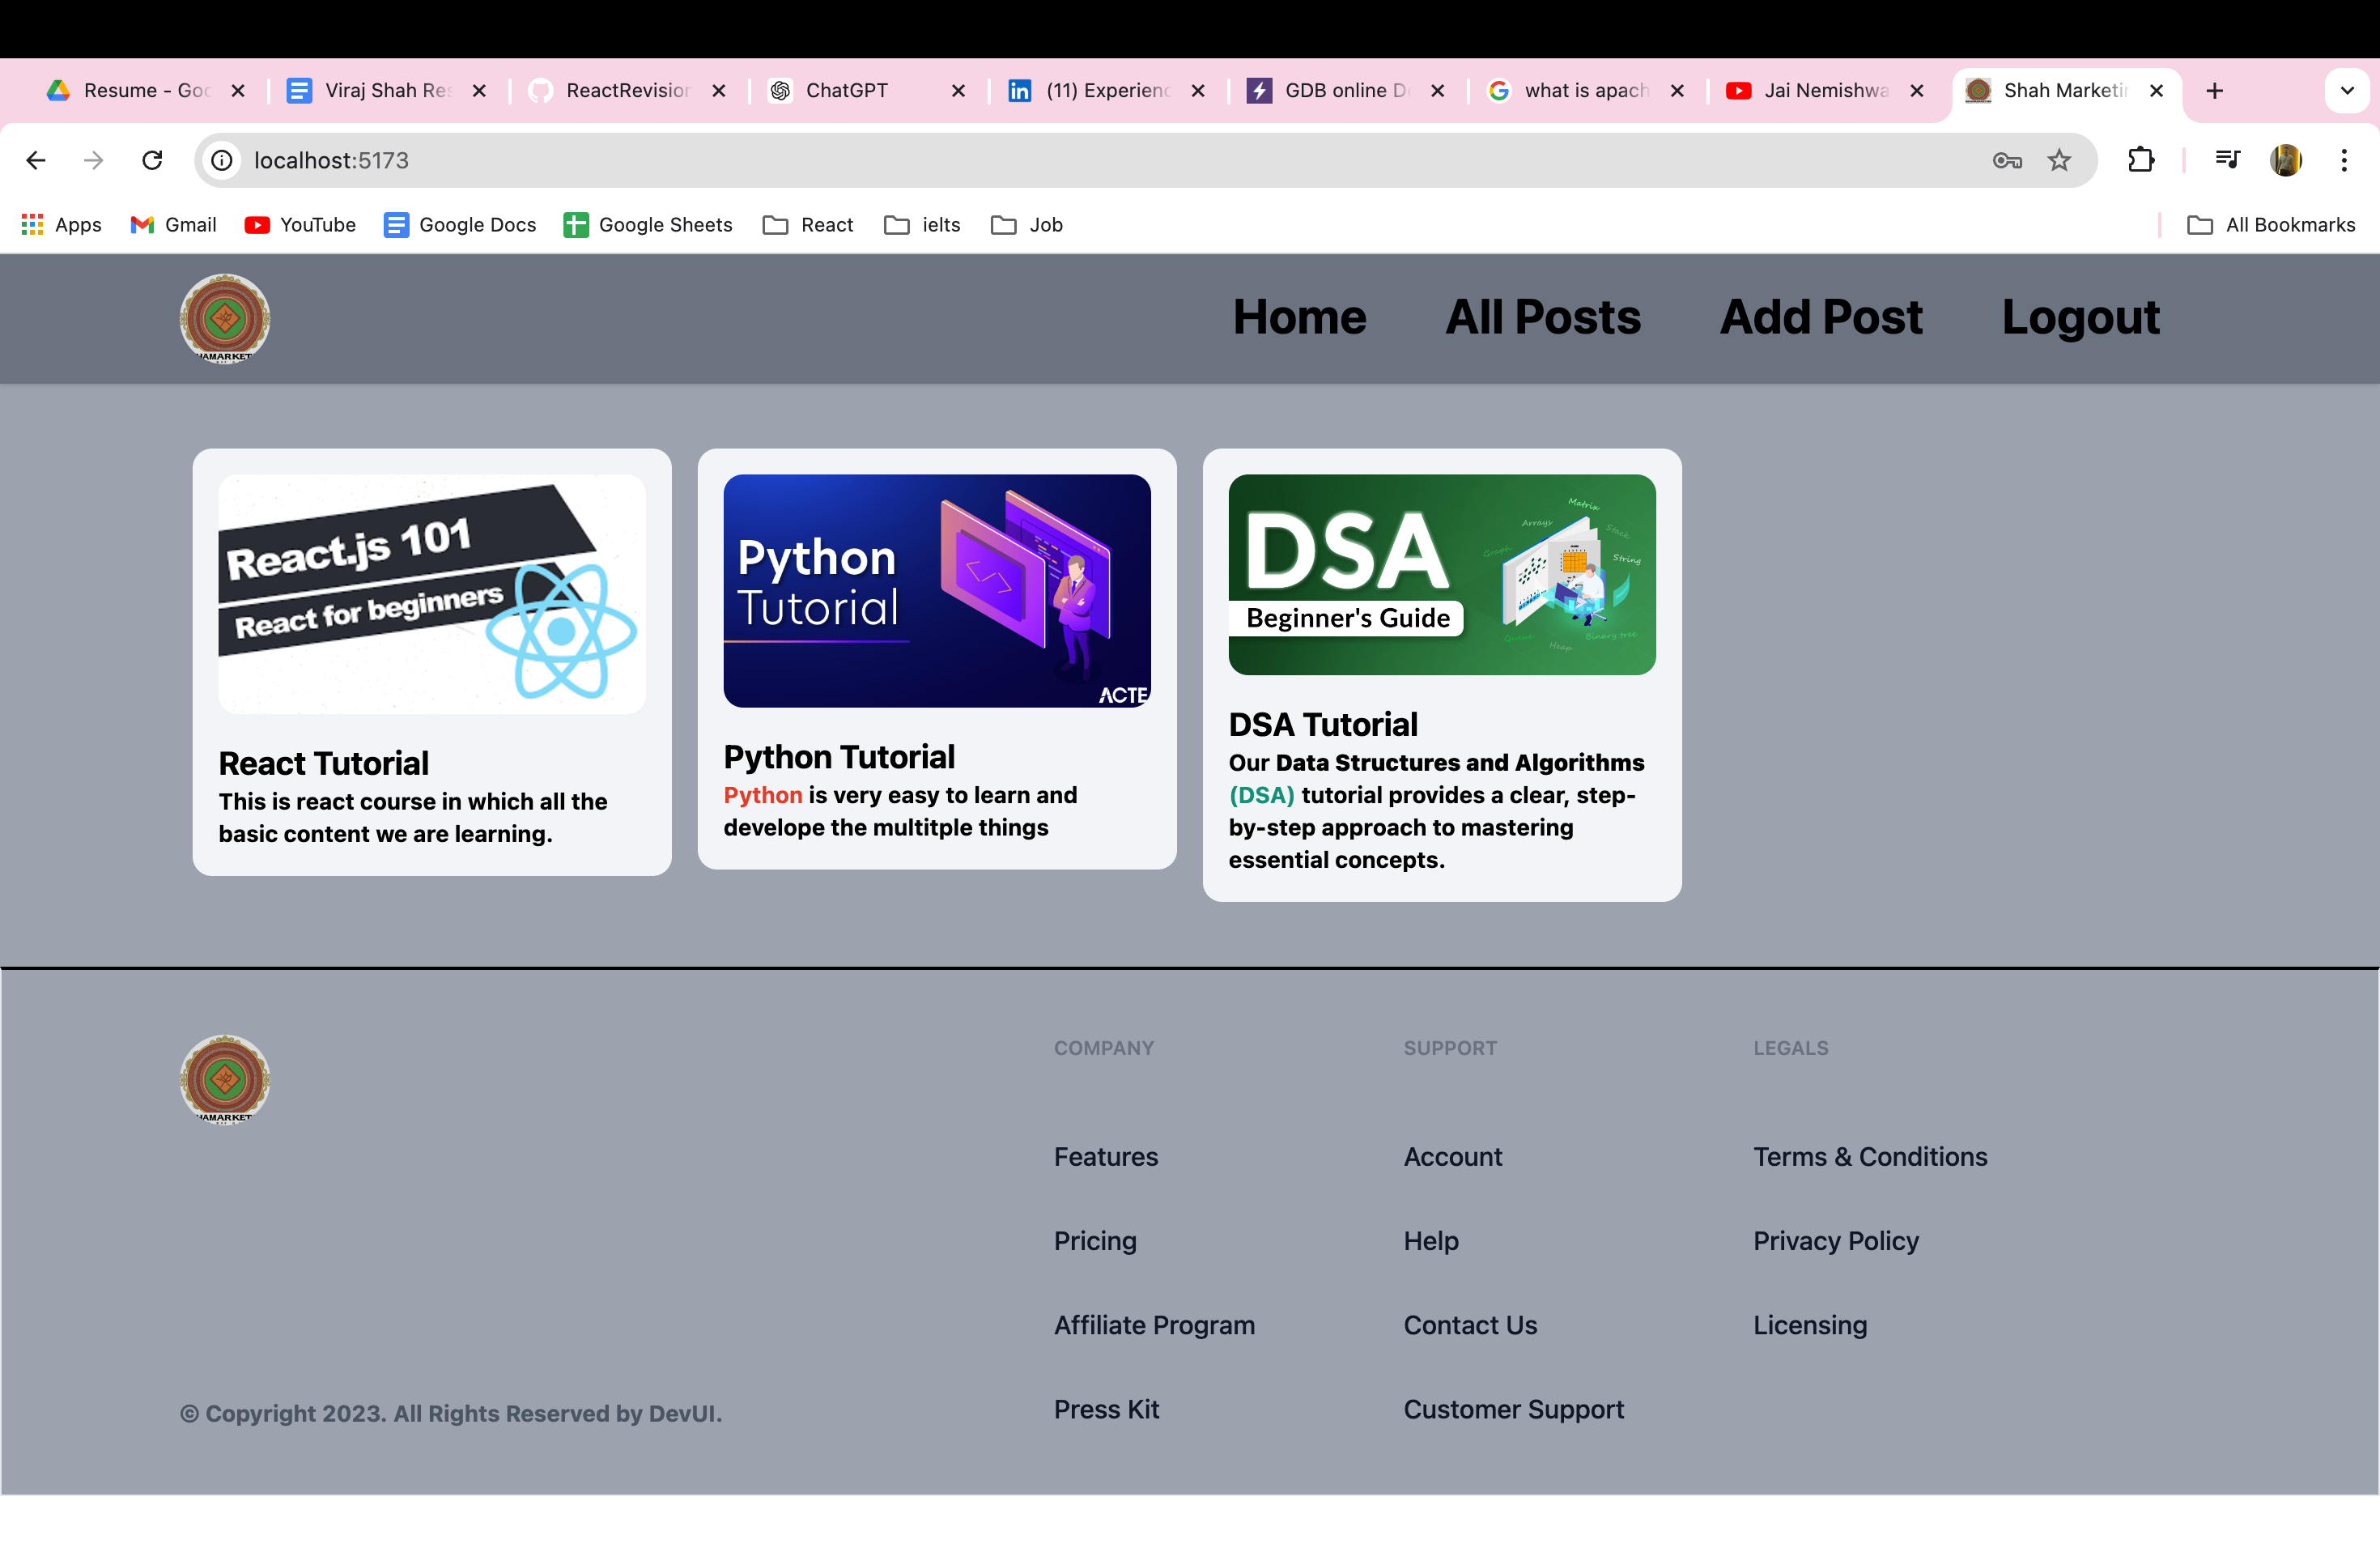 Resume - Goo
Viraj Shah Res
ReactRevision
ChatGPT
(11) Experienc
GDB online De
what is apach
Jai Nemishwa
Shah Marketin
localhost:5173
Apps
Gmail
YouTube
Google Docs
Google Sheets
React
ielts
Job
All Bookmarks
HAMARKET
Home
All Posts
Add Post
Logout
React.js 101
React for beginners
React Tutorial
This is react course in which all the
basic content we are learning.
Python
Tutorial
</>
ACTE
Python Tutorial
Python is very easy to learn and
develope the multitple things
DSA
Beginner's Guide
Matrix
Arrays
Stack
Graph
String
Queue
Binary tree
Heap
DSA Tutorial
Our Data Structures and Algorithms
(DSA) tutorial provides a clear, step-
by-step approach to mastering
essential concepts.
HAMARKET
© Copyright 2023. All Rights Reserved by DevUI.
COMPANY
Features
Pricing
Affiliate Program
Press Kit
SUPPORT
Account
Help
Contact Us
Customer Support
LEGALS
Terms & Conditions
Privacy Policy
Licensing